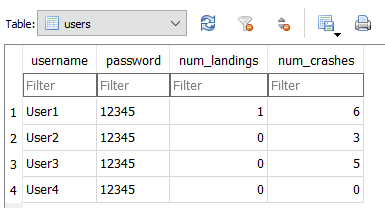 Table: users
username password num_landings num_crashes
Filter Filter Filter Filter
1 User1 12345 1 6
2 User2 12345 0 3
3 User3 12345 0 5
4 User4 12345 0 0